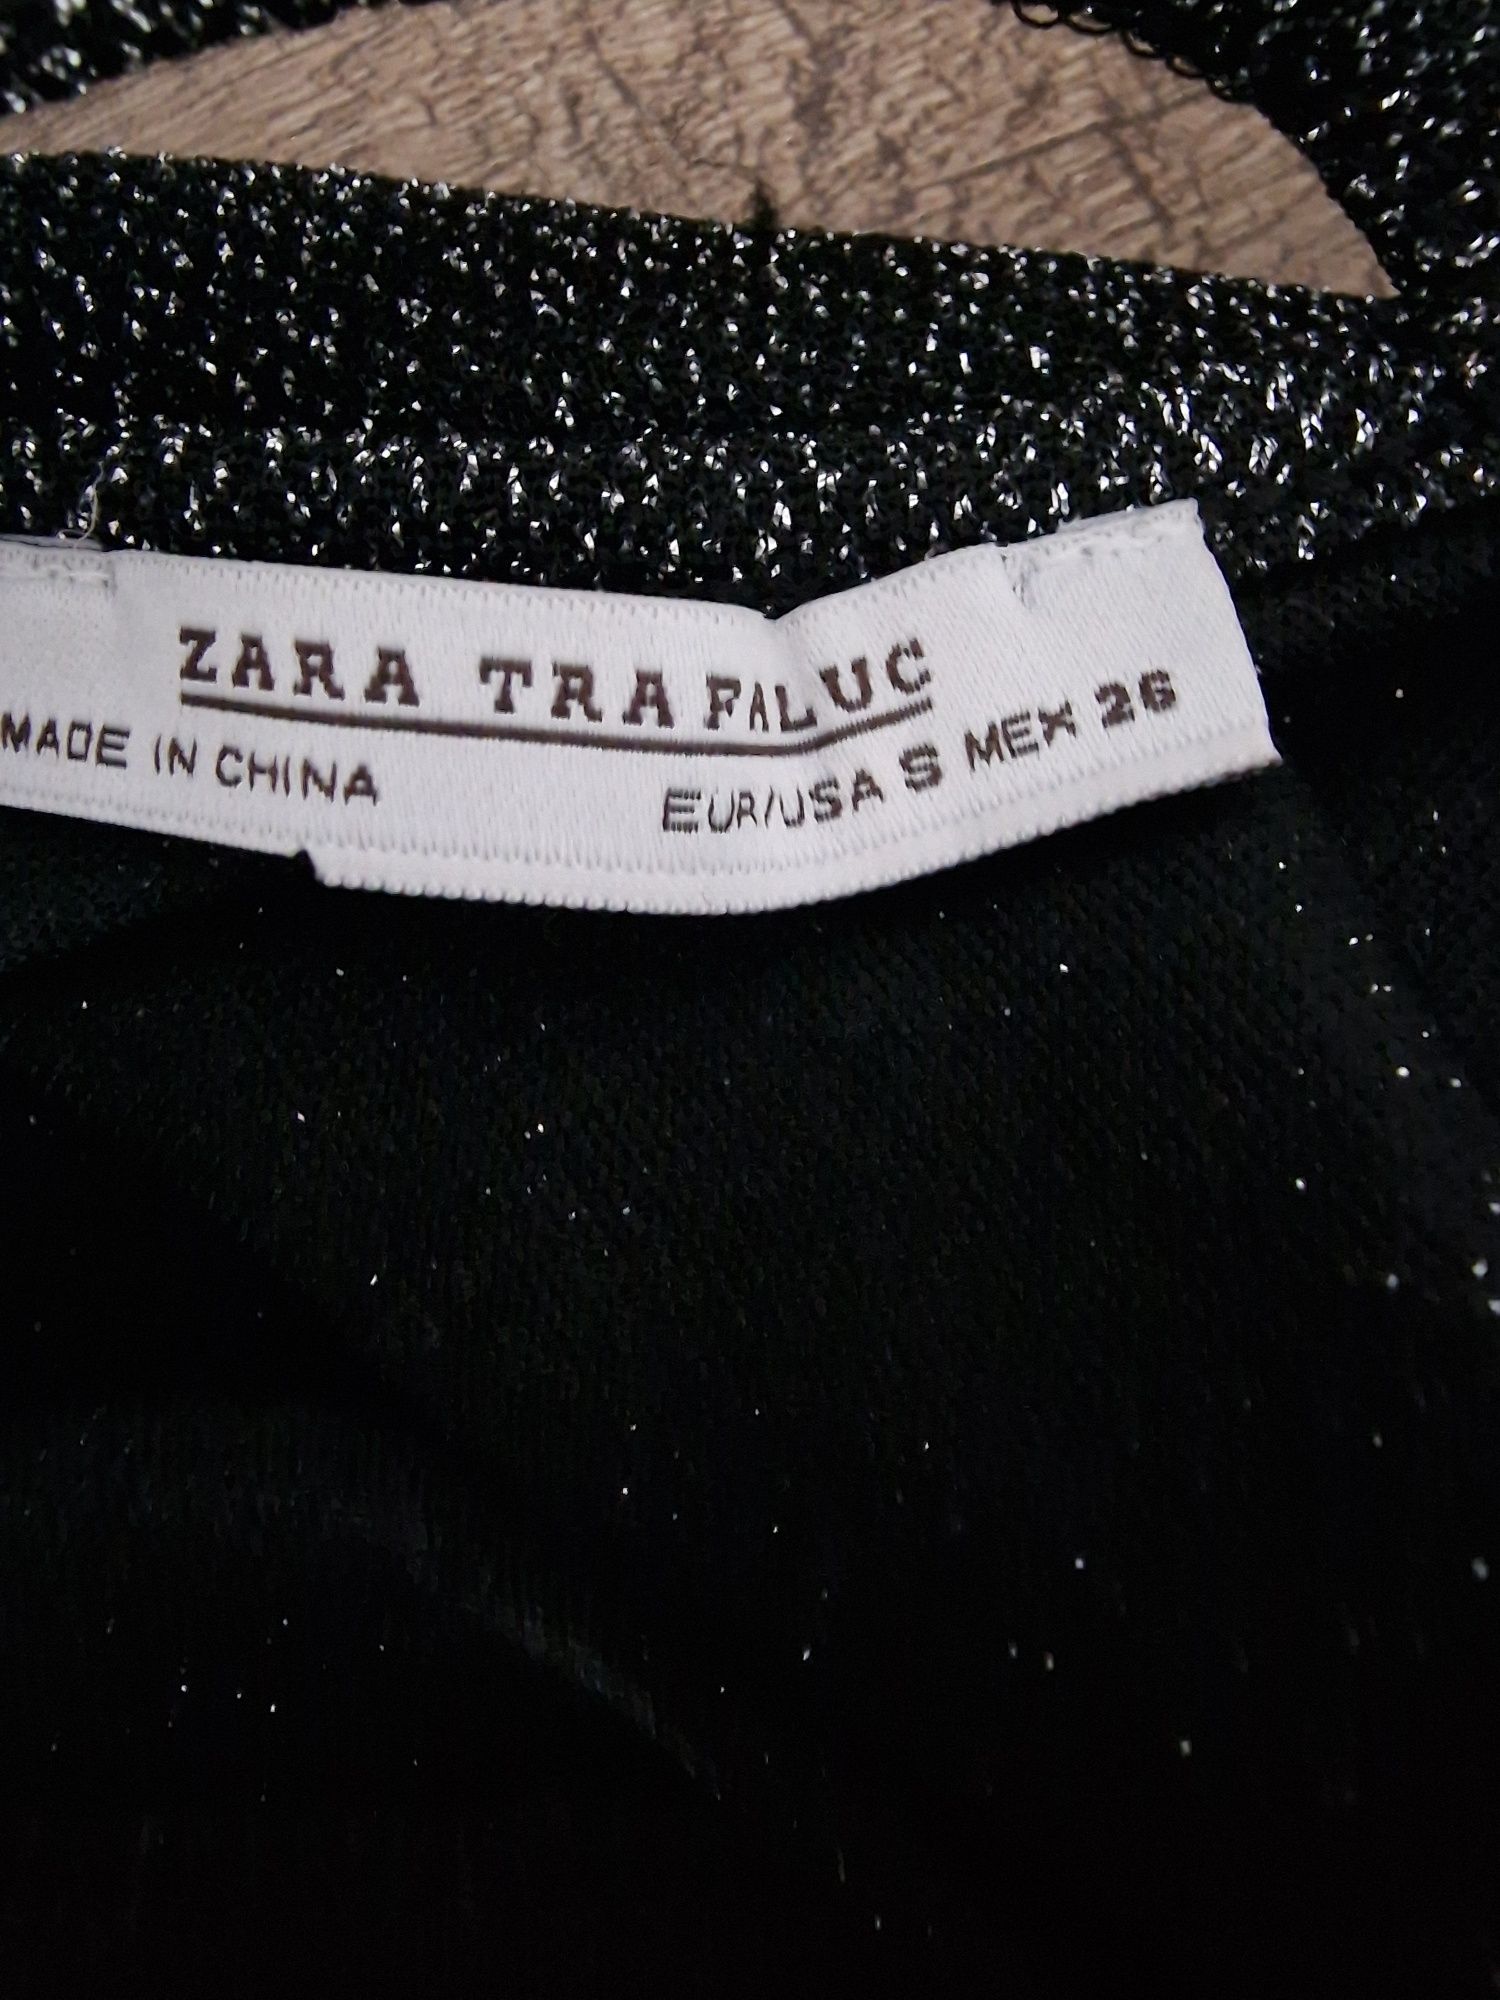 ZARA TRAFALUC
MADE IN CHINA
EUR/USA S MEX 26